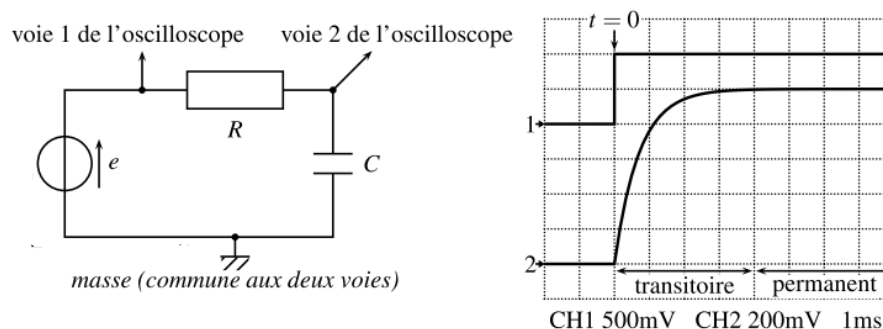 voie 1 de l'oscilloscope
voie 2 de l'oscilloscope
R
e
C
masse (commune aux deux voies)
t = 0
1
2
transitoire
permanent
CH1 500mV CH2 200mV 1ms